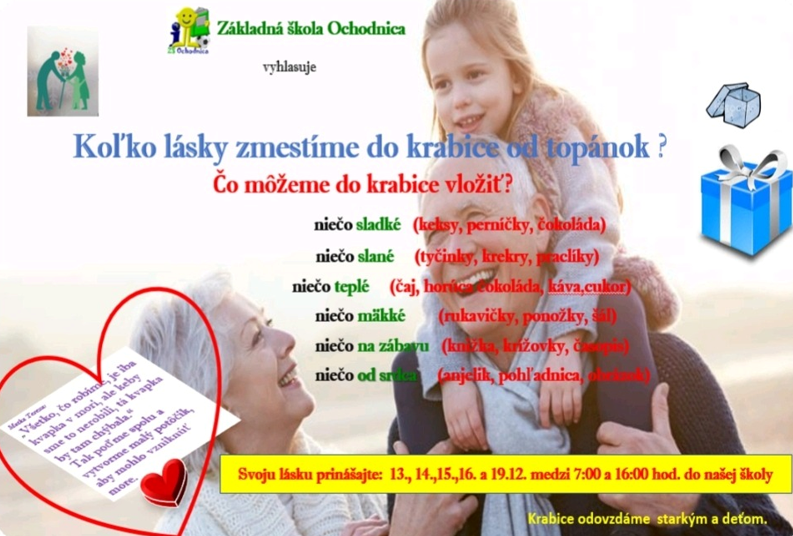 Základná škola Ochodnica
Ochodnica
vyhlasuje
Koľko lásky zmestíme do krabice od topánok ?
Čo môžeme do krabice vložiť?
niečo sladké (keksy, perníčky, čokoláda)
niečo slané (tyčinky, krekry, praclíky)
niečo teplé (čaj, horúca čokoláda, káva,cukor)
niečo mäkké (rukavičky, ponožky, šál)
niečo na zábavu (knižka, krížovky, časopis)
niečo od srdca (anjelik, pohľadnica, obrázok)
Matka Tereza:
„Všetko, čo robíme, je iba
kvapka v mori, ale keby
sme to nerobili, tá kvapka
by tam chýbala.“
Tak poďme spolu a
vytvorme malý potôčik,
aby mohlo vzniknúť
more.
Svoju lásku prinášajte: 13., 14.,15.,16. a 19.12. medzi 7:00 a 16:00 hod. do našej školy
Krabice odovzdáme starkým a deťom.